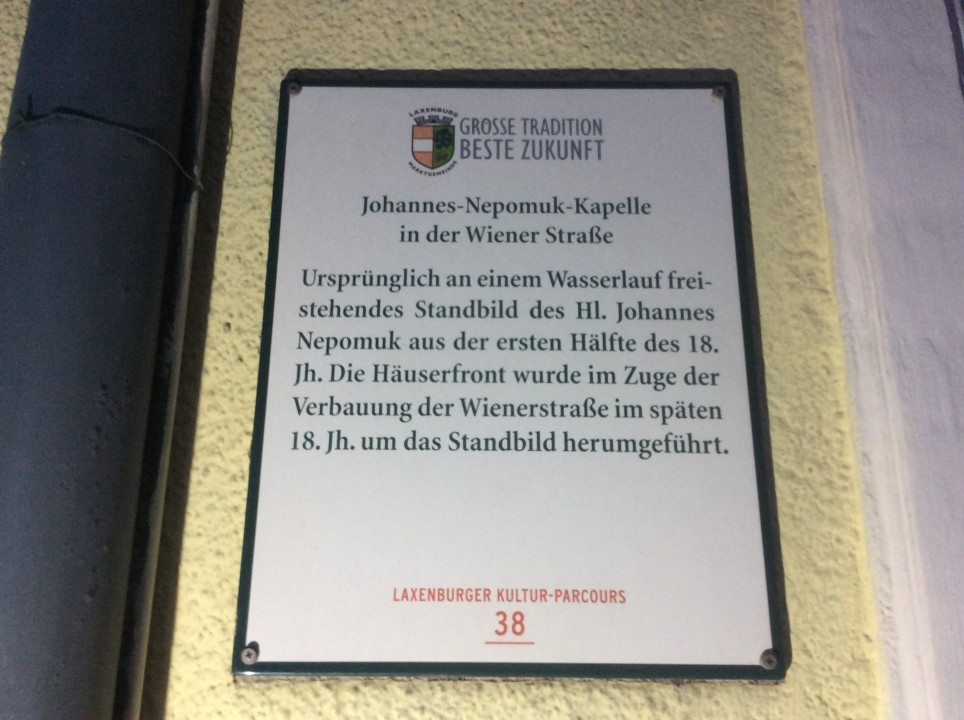 LAXENBURG
MARKTGEMEINDE
GROSSE TRADITION
BESTE ZUKUNFT
Johannes-Nepomuk-Kapelle
in der Wiener Straße
Ursprünglich an einem Wasserlauf frei-
stehendes Standbild des Hl. Johannes
Nepomuk aus der ersten Hälfte des 18.
Jh. Die Häuserfront wurde im Zuge der
Verbauung der Wienerstraße im späten
18. Jh. um das Standbild herumgeführt.
LAXENBURGER KULTUR-PARCOURS
38